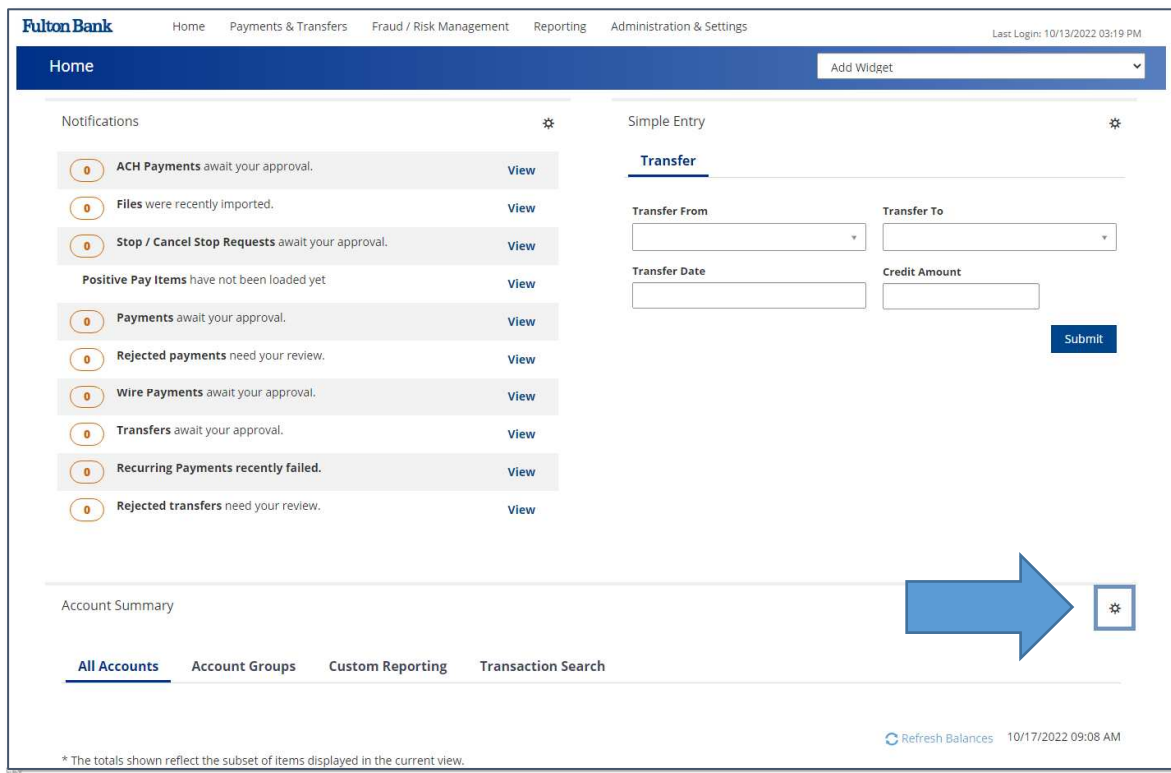 Fulton Bank Home Payments & Transfers Fraud / Risk Management Reporting Administration & Settings
Last Login: 10/13/2022 03:19 PM
Home Add Widget
Notifications
0 ACH Payments await your approval. View
0 Files were recently imported. View
0 Stop / Cancel Stop Requests await your approval. View
Positive Pay Items have not been loaded yet View
0 Payments await your approval. View
0 Rejected payments need your review. View
0 Wire Payments await your approval. View
0 Transfers await your approval. View
0 Recurring Payments recently failed. View
0 Rejected transfers need your review. View
Simple Entry
Transfer
Transfer From Transfer To
Transfer Date Credit Amount
Submit
Account Summary
All Accounts Account Groups Custom Reporting Transaction Search
Refresh Balances 10/17/2022 09:08 AM
* The totals shown reflect the subset of items displayed in the current view.